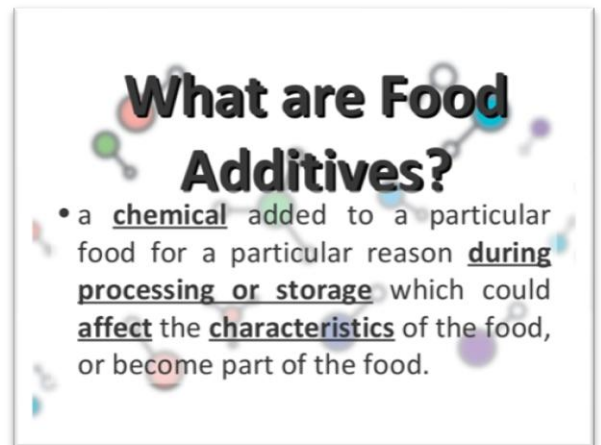 What are Food
Additives?
• a chemical added to a particular
food for a particular reason during
processing or storage which could
affect the characteristics of the food,
or become part of the food.